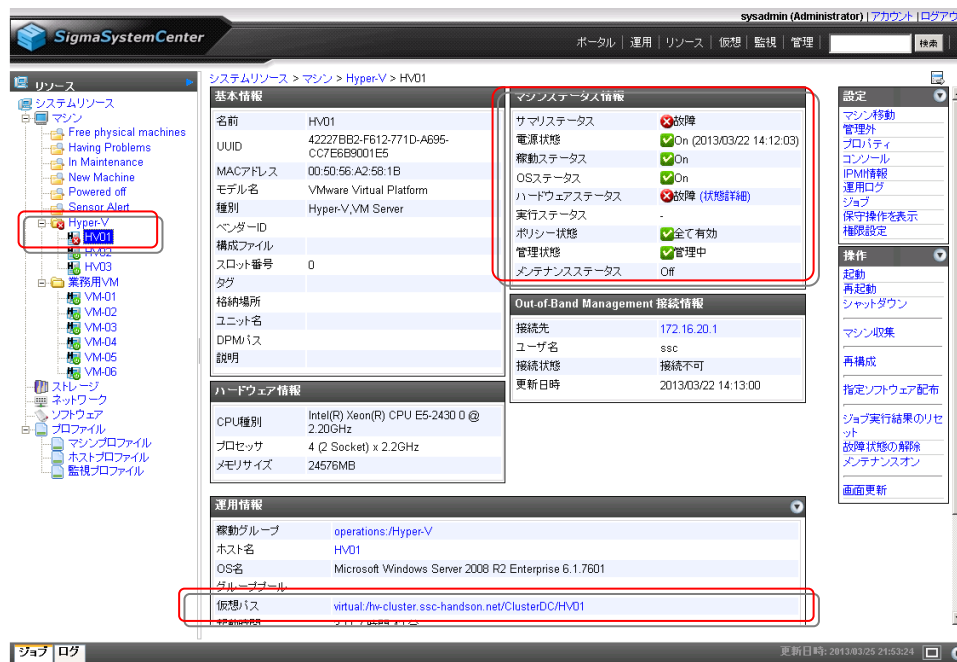 sysadmin (Administrator) | アカウント | ログアウ
SigmaSystemCenter
ポータル | 運用 | リソース | 仮想 | 監視 | 管理 | 検索
リソース
システムリソース
マシン
Free physical machines
Having Problems
In Maintenance
New Machine
Powered off
Sensor Alert
Hyper-V
HV01
HV02
HV03
業務用VM
VM-01
VM-02
VM-03
VM-04
VM-05
VM-06
ストレージ
ネットワーク
ソフトウェア
プロファイル
マシンプロファイル
ホストプロファイル
監視プロファイル
システムリソース > マシン > Hyper-V > HV01
基本情報
名前 HV01
UUID 42227BB2-F612-771D-A695-
CC7E6B9001E5
MACアドレス 00:50:56:A2:58:1B
モデル名 VMware Virtual Platform
種別 Hyper-V,VM Server
ベンダーID
構成ファイル
スロット番号 0
タグ
格納場所
ユニット名
DPMパス
説明
ハードウェア情報
CPU種別 Intel(R) Xeon(R) CPU E5-2430 0 @
2.20GHz
プロセッサ 4 (2 Socket) x 2.2GHz
メモリサイズ 24576MB
マシンステータス情報
サマリステータス 故障
電源状態 On (2013/03/22 14:12:03)
稼動ステータス On
OSステータス On
ハードウェアステータス 故障 (状態詳細)
実行ステータス -
ポリシー状態 全て有効
管理状態 管理中
メンテナンスステータス Off
Out-of-Band Management 接続情報
接続先 172.16.20.1
ユーザ名 ssc
接続状態 接続不可
更新日時 2013/03/22 14:13:00
運用情報
稼動グループ operations:/Hyper-V
ホスト名 HV01
OS名 Microsoft Windows Server 2008 R2 Enterprise 6.1.7601
グループプール
仮想パス virtual:/hv-cluster.ssc-handson.net/ClusterDC/HV01
設定
マシン移動
管理外
プロパティ
コンソール
IPMI情報
運用ログ
ジョブ
保守操作を表示
権限設定
操作
起動
再起動
シャットダウン
マシン収集
再構成
指定ソフトウェア配布
ジョブ実行結果のリセ
ット
故障状態の解除
メンテナンスオン
画面更新
ジョブ ログ
更新日時: 2013/03/25 21:53:24